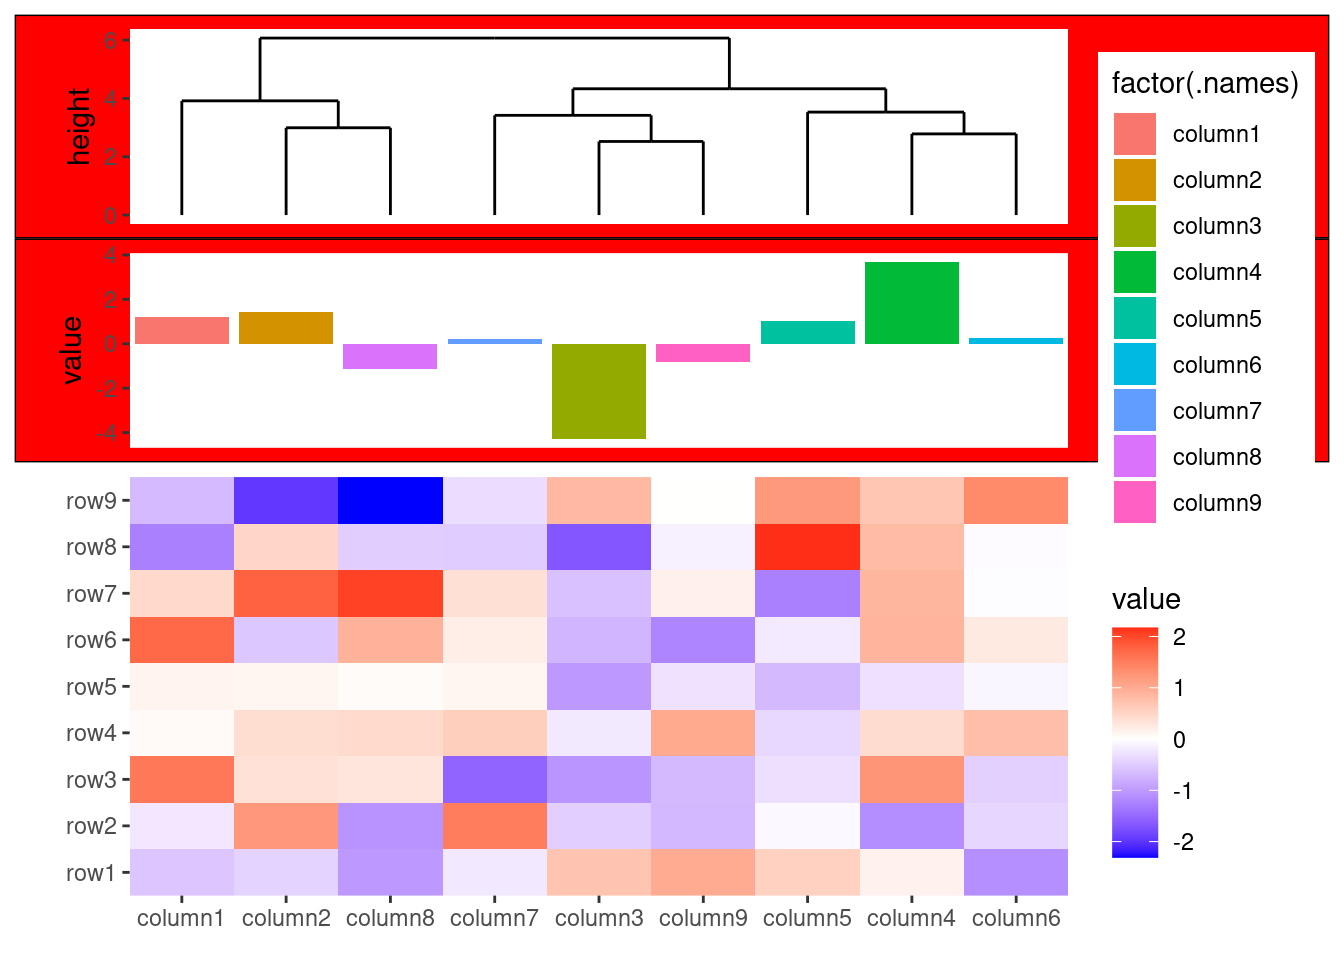 height
6
4
2
0
value
4
2
0
-2
-4
factor(.names)
column1
column2
column3
column4
column5
column6
column7
column8
column9
row9
row8
row7
row6
row5
row4
row3
row2
row1
column1 column2 column8 column7 column3 column9 column5 column4 column6
value
2
1
0
-1
-2